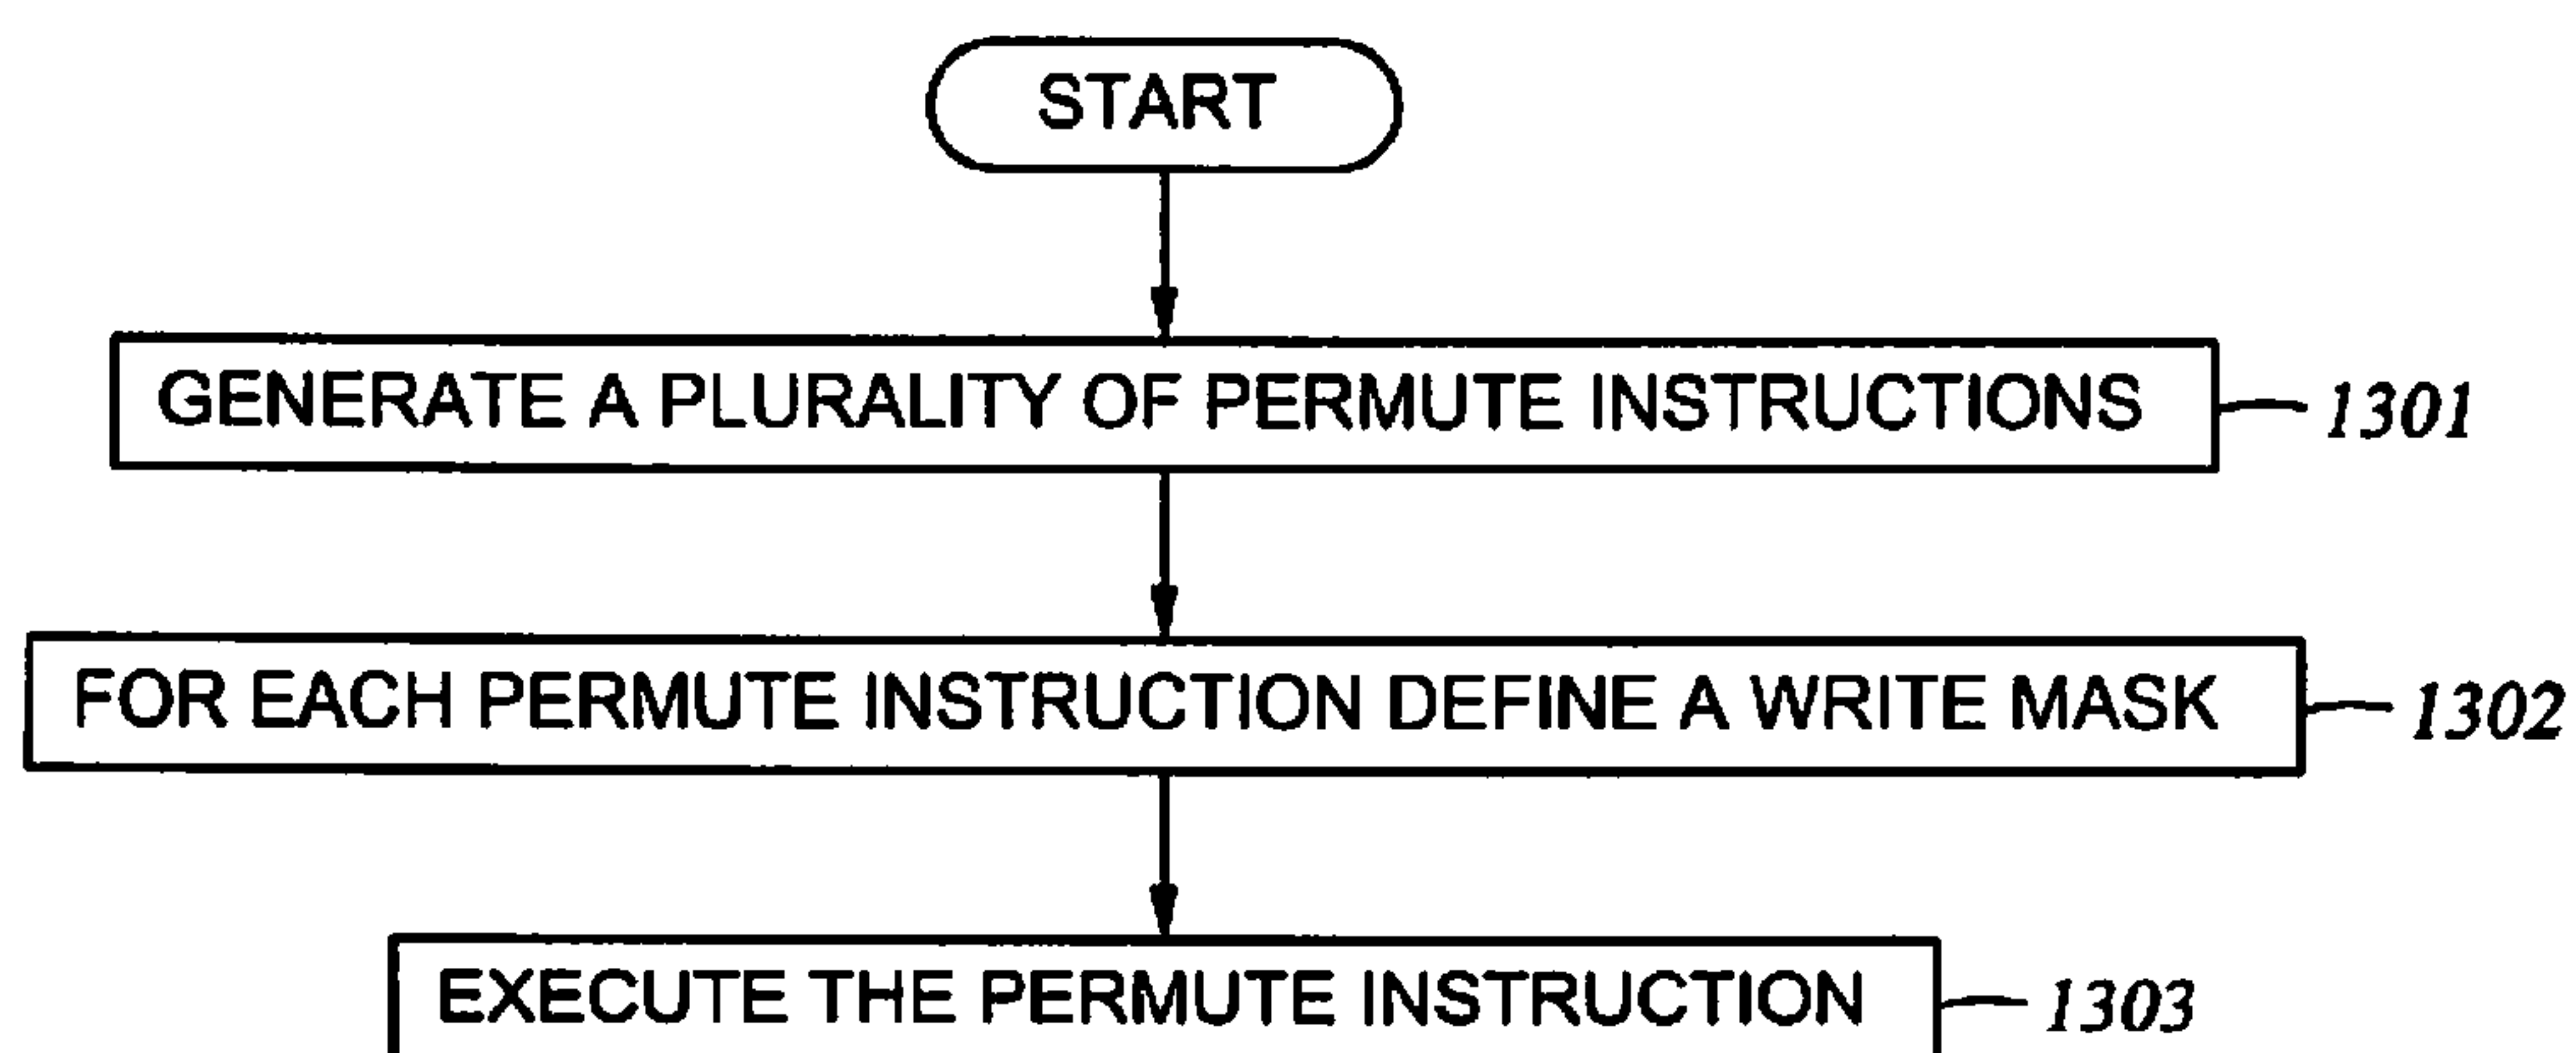 START
GENERATE A PLURALITY OF PERMUTE INSTRUCTIONS 1301
FOR EACH PERMUTE INSTRUCTION DEFINE A WRITE MASK 1302
EXECUTE THE PERMUTE INSTRUCTION 1303